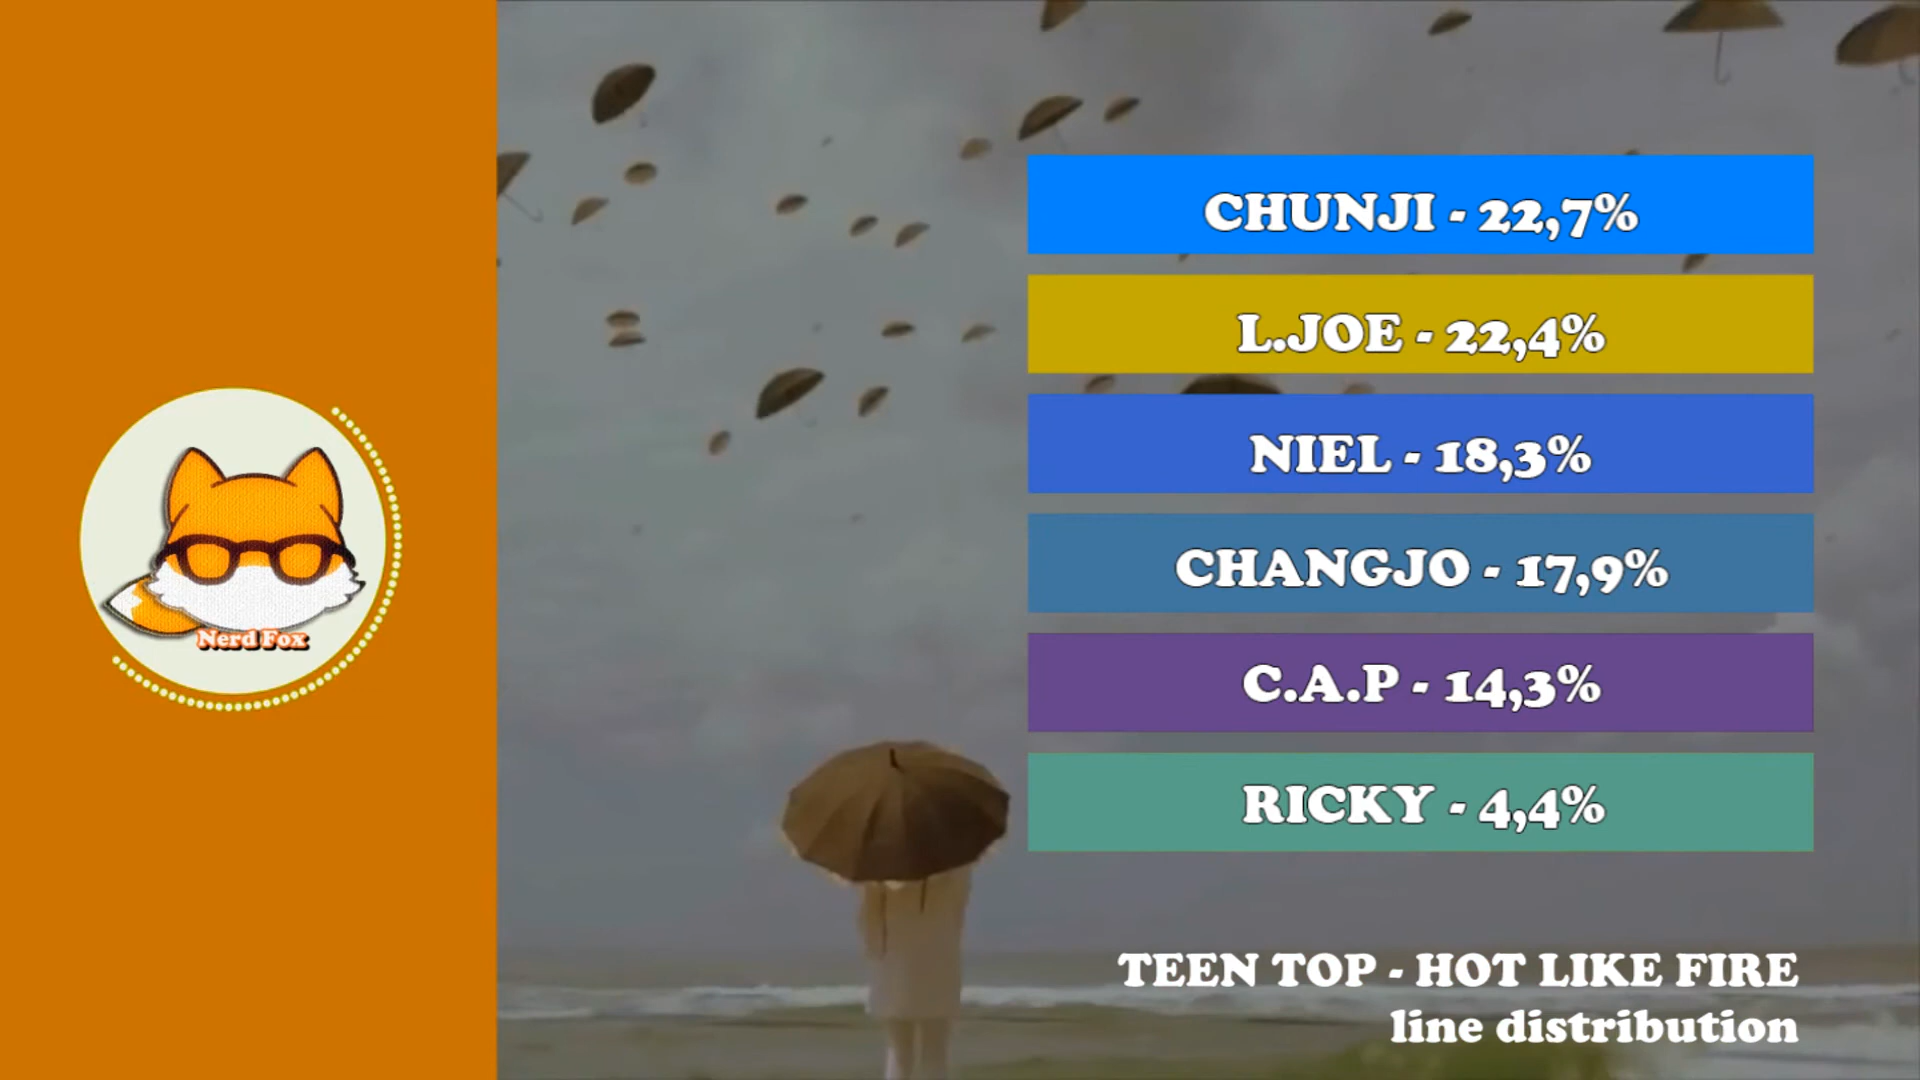 Nerd Fox
CHUNJI - 22,7%
L.JOE - 22,4%
NIEL - 18,3%
CHANGJO - 17,9%
C.A.P - 14,3%
RICKY - 4,4%
TEEN TOP - HOT LIKE FIRE
line distribution